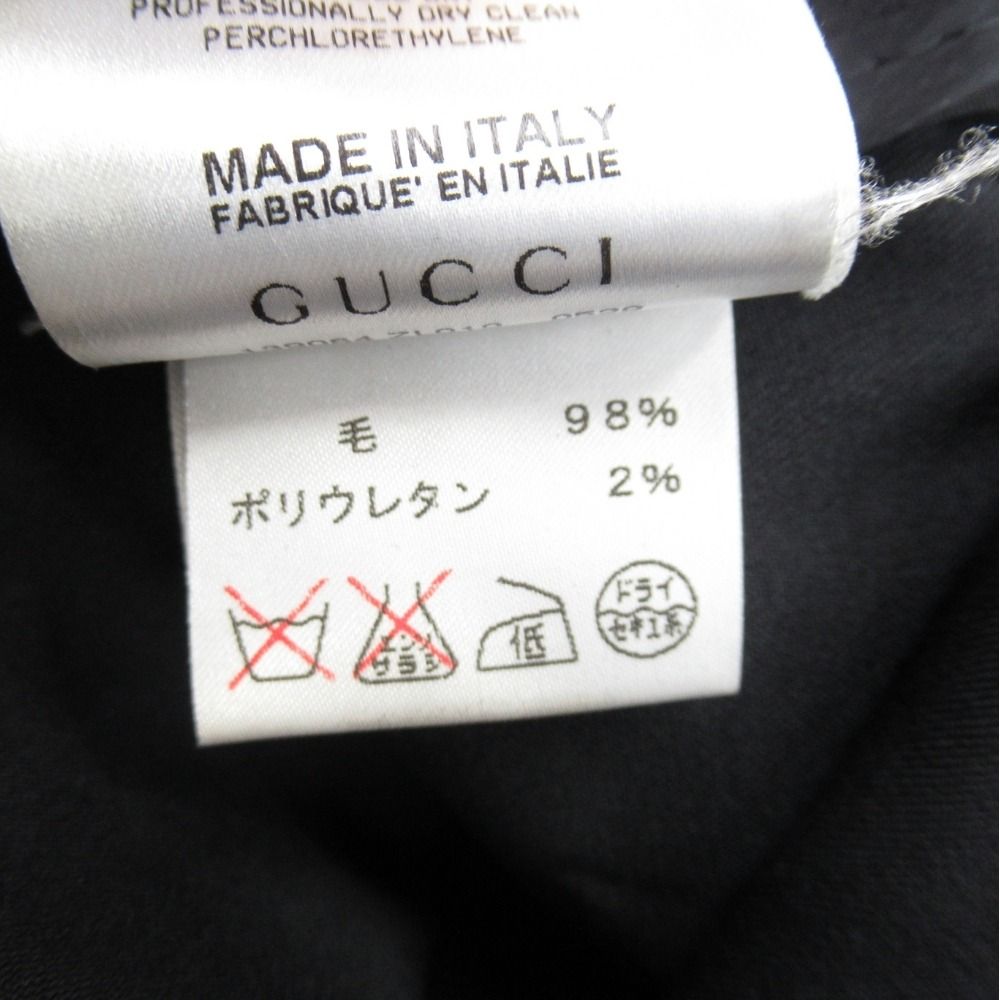 PROFESSIONALLY DRY CLEAN
PERCHLORETHYLENE
MADE IN ITALY
FABRIQUE' EN ITALIE
GUCCI
毛 98%
ポリウレタン 2%
エンソ
サラシ
低
ドライ
セキユ系